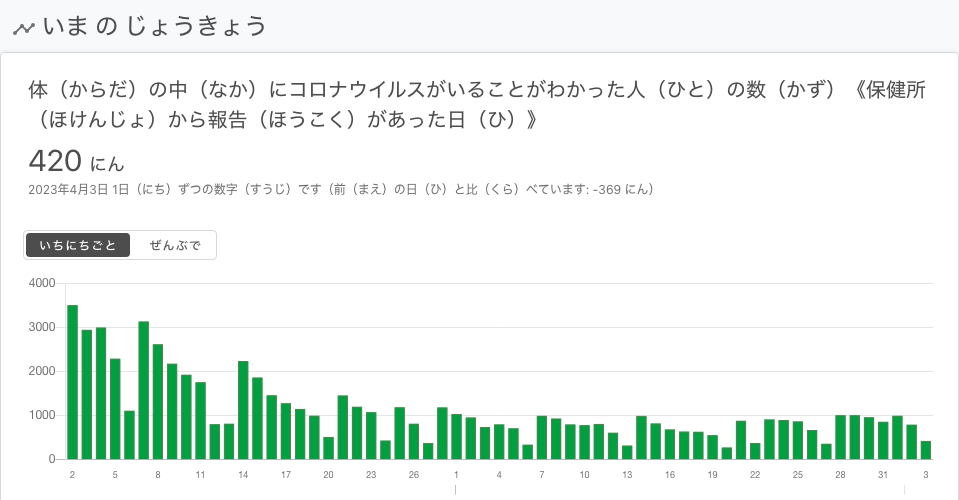 いま の じょうきょう
体（からだ）の中（なか）にコロナウイルスがいることがわかった人（ひと）の数（かず）《保健所
（ほけんじょ）から報告（ほうこく）があった日（ひ）》
420 にん
2023年4月3日 1日（にち）ずつの数字（すうじ）です（前（まえ）の日（ひ）と比（くら）べています: -369 にん）
いちにちごと ぜんぶで
4000
3000
2000
1000
0
2 5 8 11 14 17 20 23 26 1 4 7 10 13 16 19 22 25 28 31 3